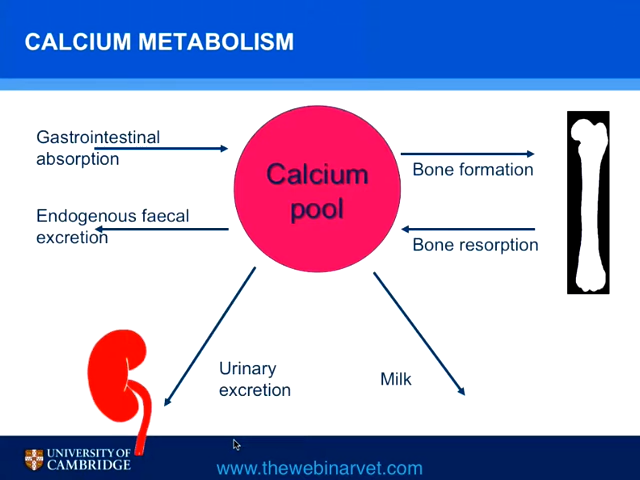 CALCIUM METABOLISM
Gastrointestinal
absorption
Endogenous faecal
excretion
Calcium
pool
Bone formation
Bone resorption
Urinary
excretion
Milk
UNIVERSITY OF
CAMBRIDGE
www.thewebinarvet.com